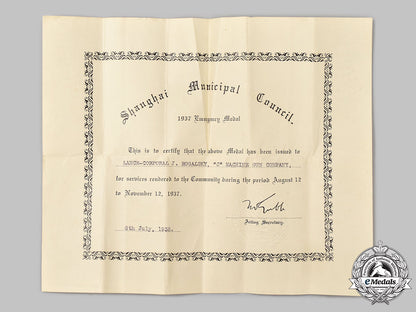 Shanghai Municipal Council.
1937 Emergency Medal
This is to certify that the above Medal has been issued to
LANCE-CORPORAL J. ROGALSKY, "C" MACHINE GUN COMPANY,
for services rendered to the Community during the period August 12
to November 12, 1937.
Acting Secretary.
6th July, 1938.
eMedals